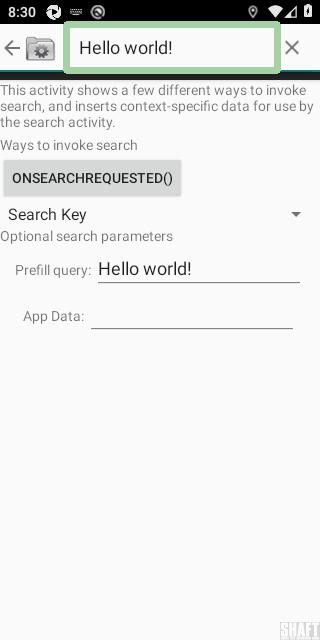 8:30
Hello world!
This activity shows a few different ways to invoke
search, and inserts context-specific data for use by
the search activity.
Ways to invoke search
ONSEARCHREQUESTED()
Search Key
Optional search parameters
Prefill query: Hello world!
App Data:
SHAFT